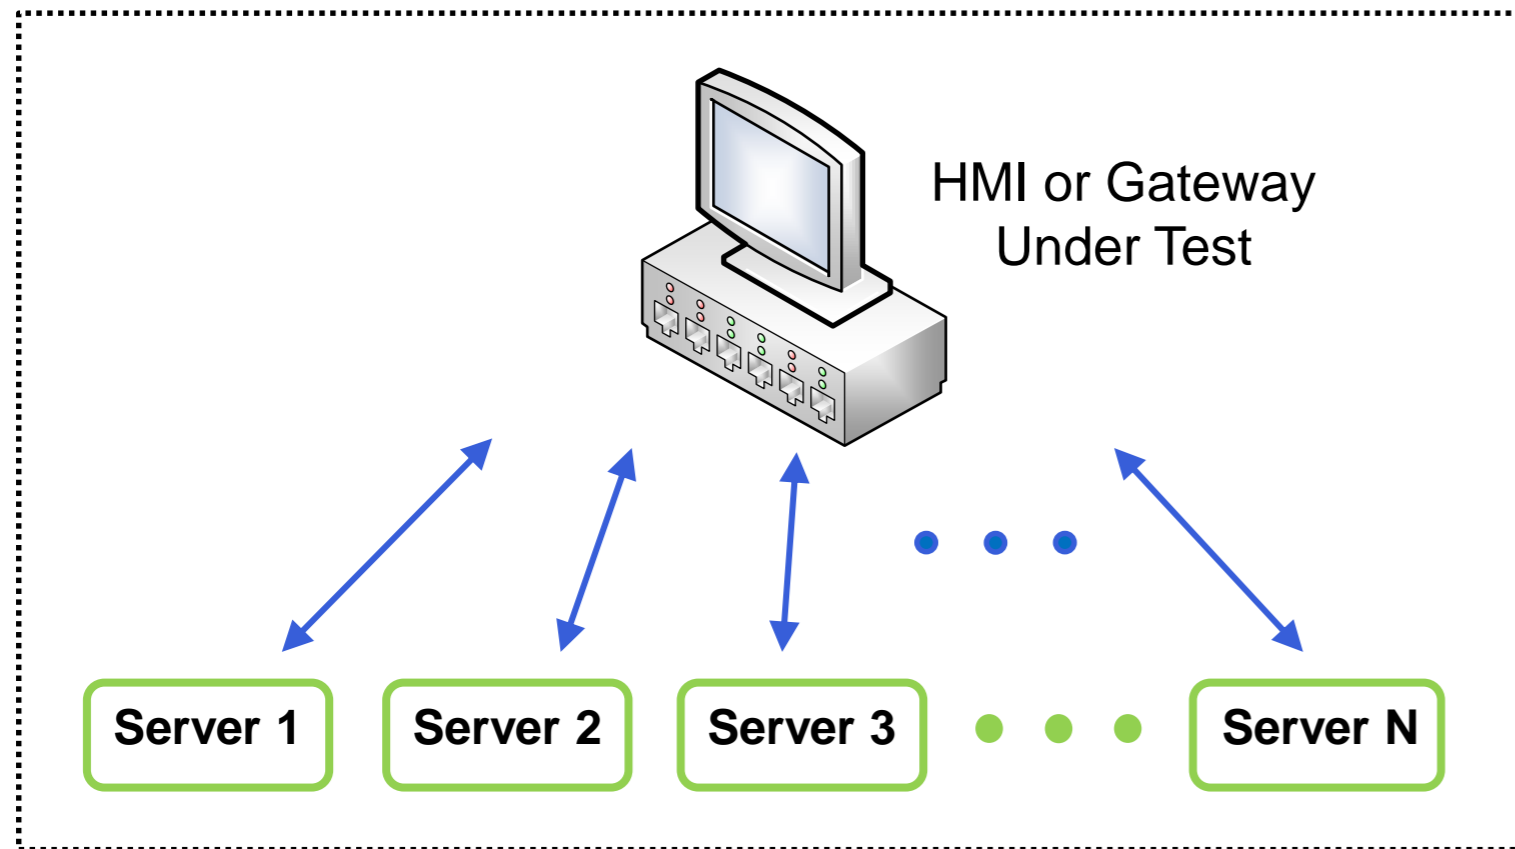 HMI or Gateway
Under Test
Server 1
Server 2
Server 3
Server N